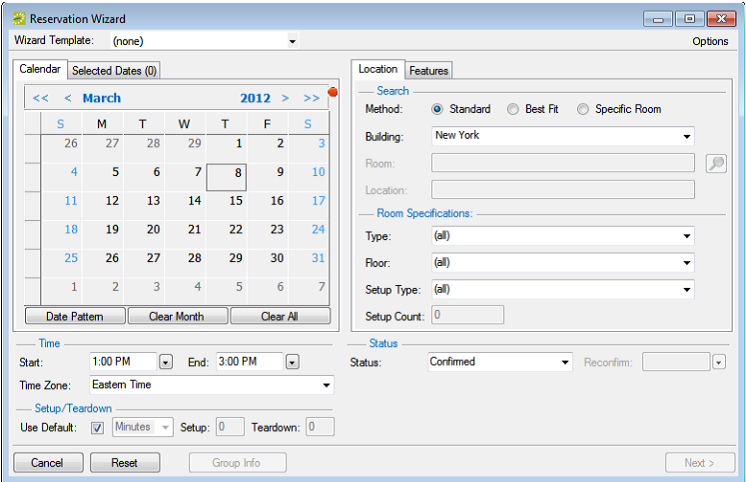 Reservation Wizard
Wizard Template: (none) Options
Calendar Selected Dates (0)
<< < March 2012 > >>
S M T W T F S
26 27 28 29 1 2 3
4 5 6 7 8 9 10
11 12 13 14 15 16 17
18 19 20 21 22 23 24
25 26 27 28 29 30 31
1 2 3 4 5 6 7
Date Pattern Clear Month Clear All
Location Features
Search
Method: Standard Best Fit Specific Room
Building: New York
Room:
Location:
Room Specifications:
Type: (all)
Floor: (all)
Setup Type: (all)
Setup Count: 0
Time
Start: 1:00 PM End: 3:00 PM
Time Zone: Eastern Time
Setup/Teardown
Use Default: Minutes Setup: 0 Teardown: 0
Status
Status: Confirmed Reconfirm:
Cancel Reset Group Info Next >